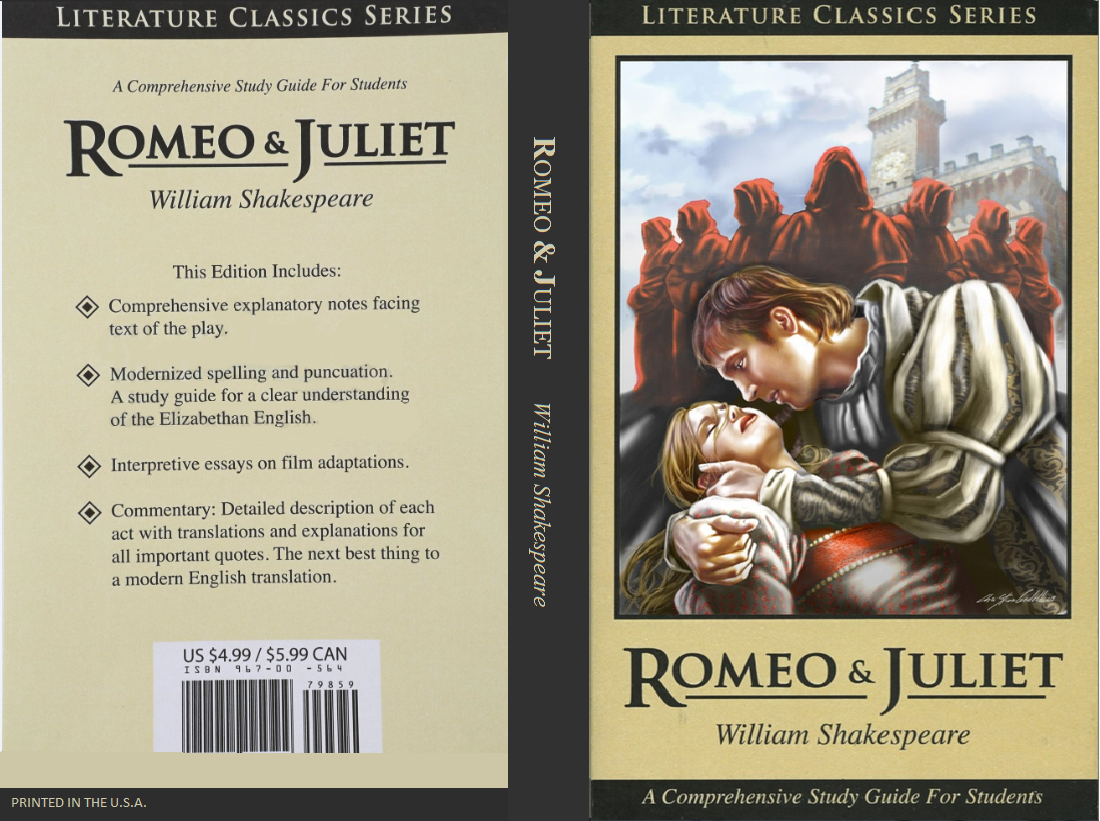 LITERATURE CLASSICS SERIES
A Comprehensive Study Guide For Students
ROMEO & JULIET
William Shakespeare
This Edition Includes:
Comprehensive explanatory notes facing
text of the play.
Modernized spelling and puncuation.
A study guide for a clear understanding
of the Elizabethan English.
Interpretive essays on film adaptations.
Commentary: Detailed description of each
act with translations and explanations for
all important quotes. The next best thing to
a modern English translation.
US $4.99 / $5.99 CAN
ISBN 967-00 -564
79859
PRINTED IN THE U.S.A.
ROMEO & JULIET William Shakespeare
LITERATURE CLASSICS SERIES
ROMEO & JULIET
William Shakespeare
A Comprehensive Study Guide For Students